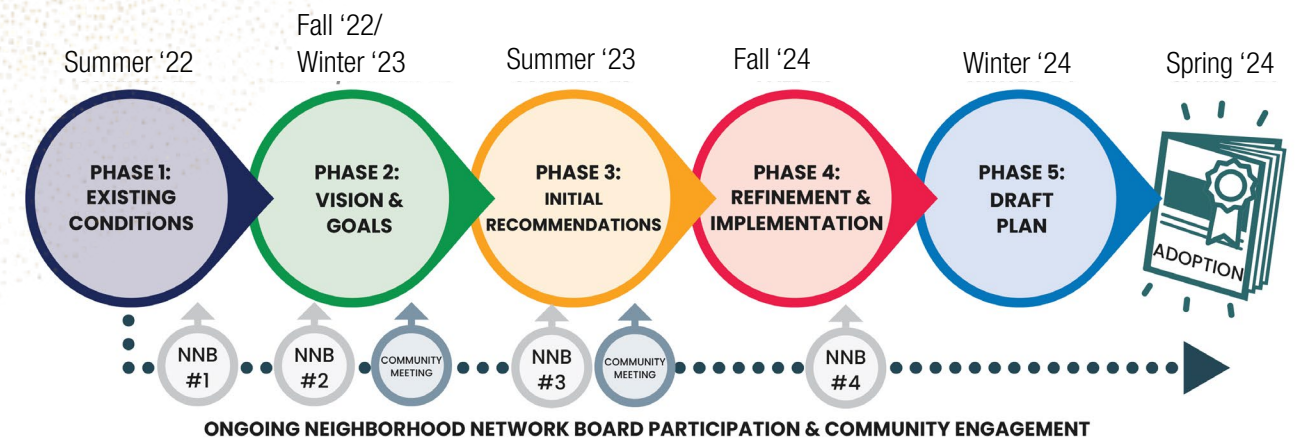 Summer ‘22
Fall ‘22/
Winter ‘23
Summer ‘23
Fall ‘24
Winter ‘24
Spring ‘24
PHASE 1:
EXISTING
CONDITIONS
PHASE 2:
VISION &
GOALS
PHASE 3:
INITIAL
RECOMMENDATIONS
PHASE 4:
REFINEMENT &
IMPLEMENTATION
PHASE 5:
DRAFT
PLAN
ADOPTION
NNB
#1
NNB
#2
COMMUNITY
MEETING
NNB
#3
COMMUNITY
MEETING
NNB
#4
ONGOING NEIGHBORHOOD NETWORK BOARD PARTICIPATION & COMMUNITY ENGAGEMENT